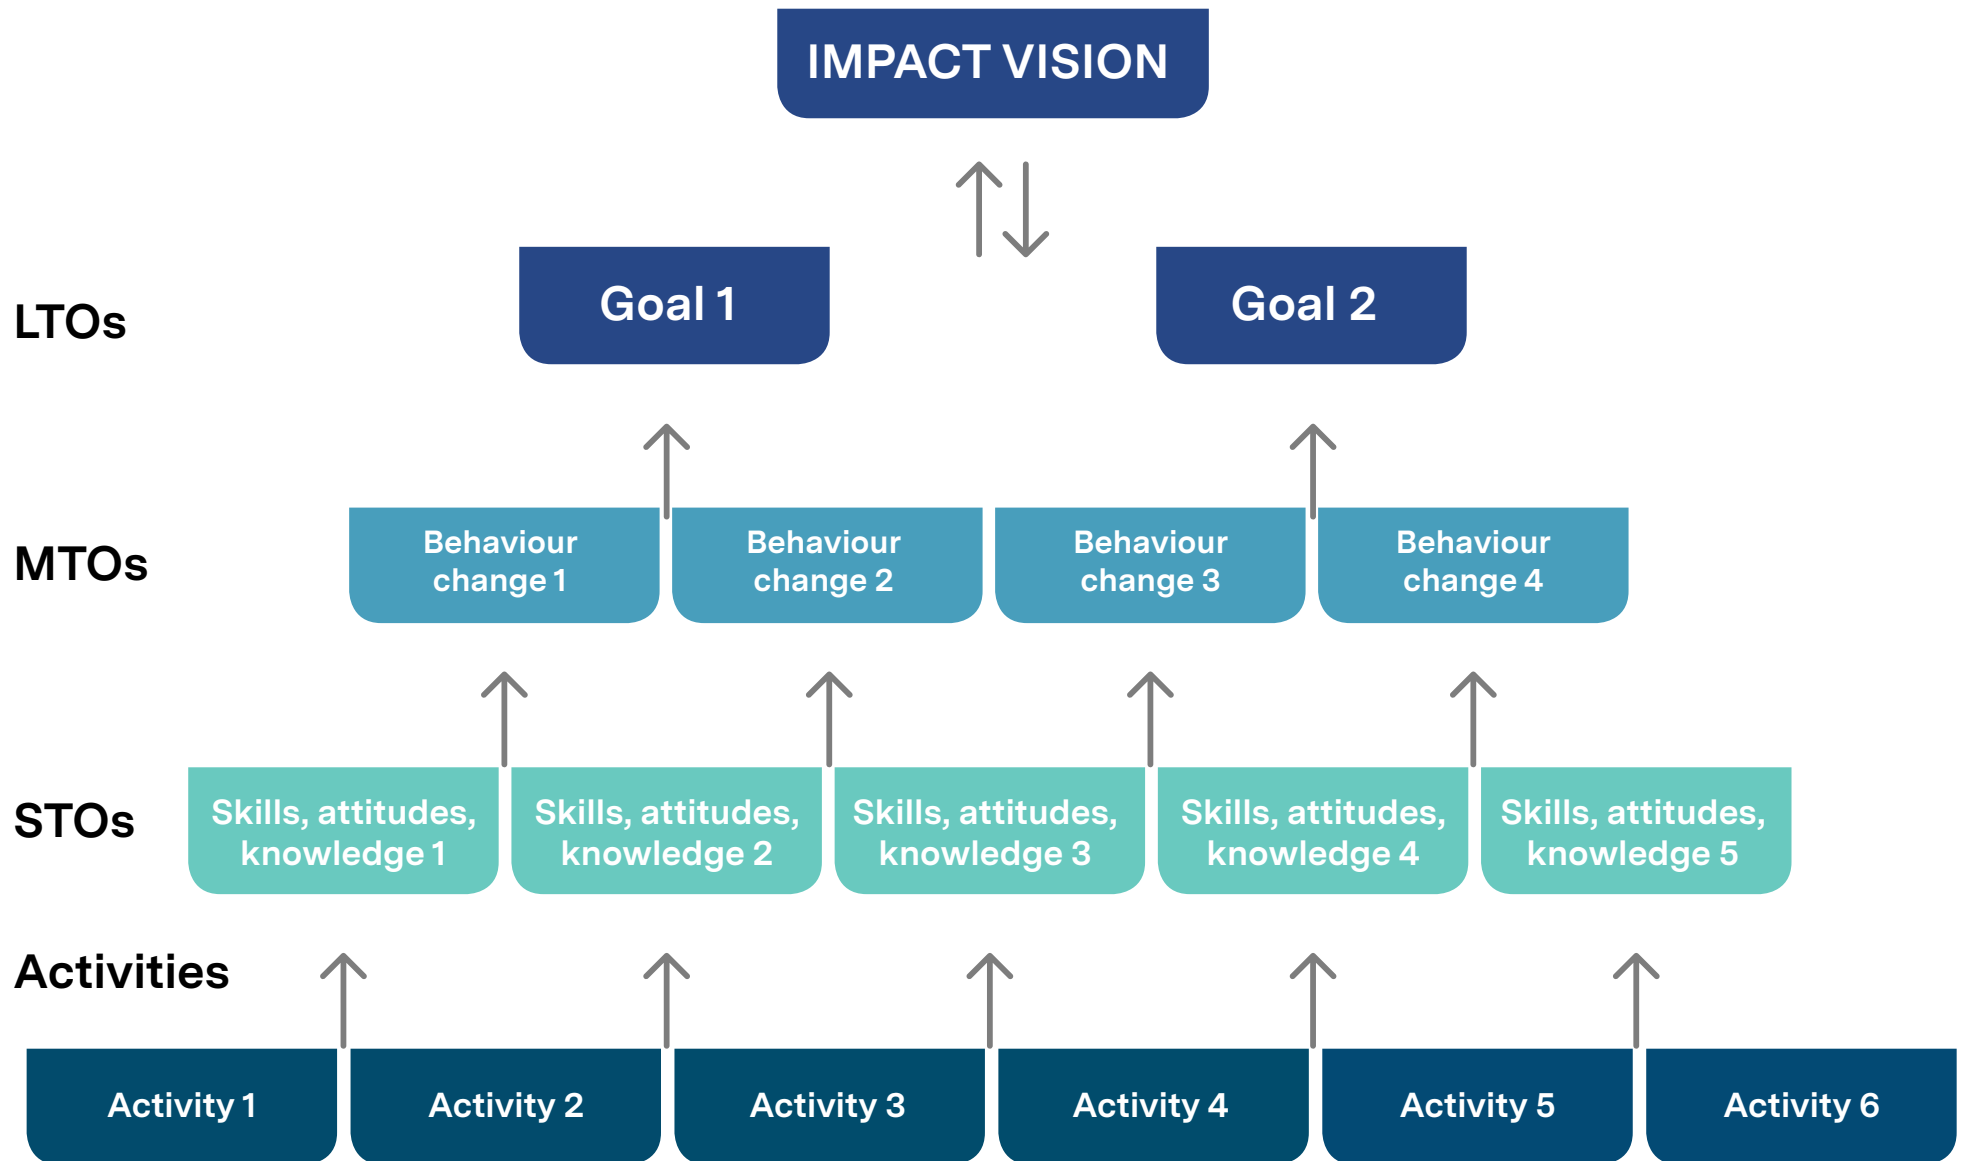 IMPACT VISION
LTOs
Goal 1
Goal 2
MTOs
Behaviour
change 1
Behaviour
change 2
Behaviour
change 3
Behaviour
change 4
STOs
Skills, attitudes,
knowledge 1
Skills, attitudes,
knowledge 2
Skills, attitudes,
knowledge 3
Skills, attitudes,
knowledge 4
Skills, attitudes,
knowledge 5
Activities
Activity 1
Activity 2
Activity 3
Activity 4
Activity 5
Activity 6